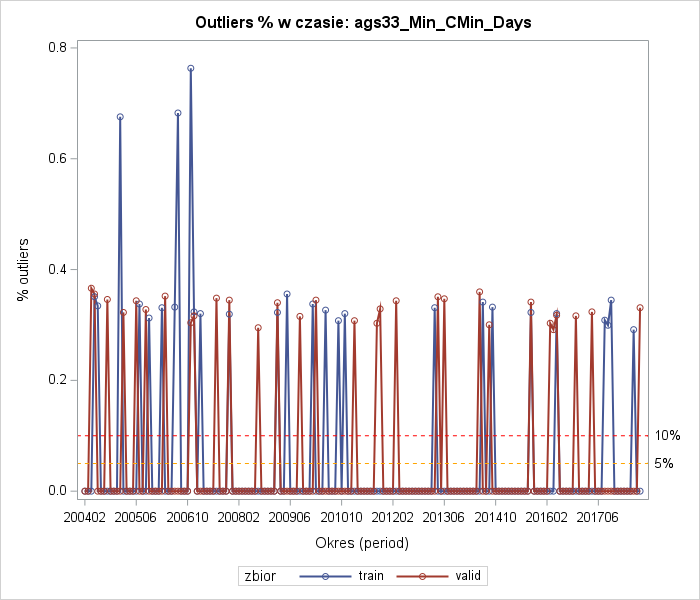 Outliers % w czasie: ags33_Min_CMin_Days
% outliers
0.8
0.6
0.4
0.2
0.0
10%
5%
200402 200506 200610 200802 200906 201010 201202 201306 201410 201602 201706
Okres (period)
zbior train valid